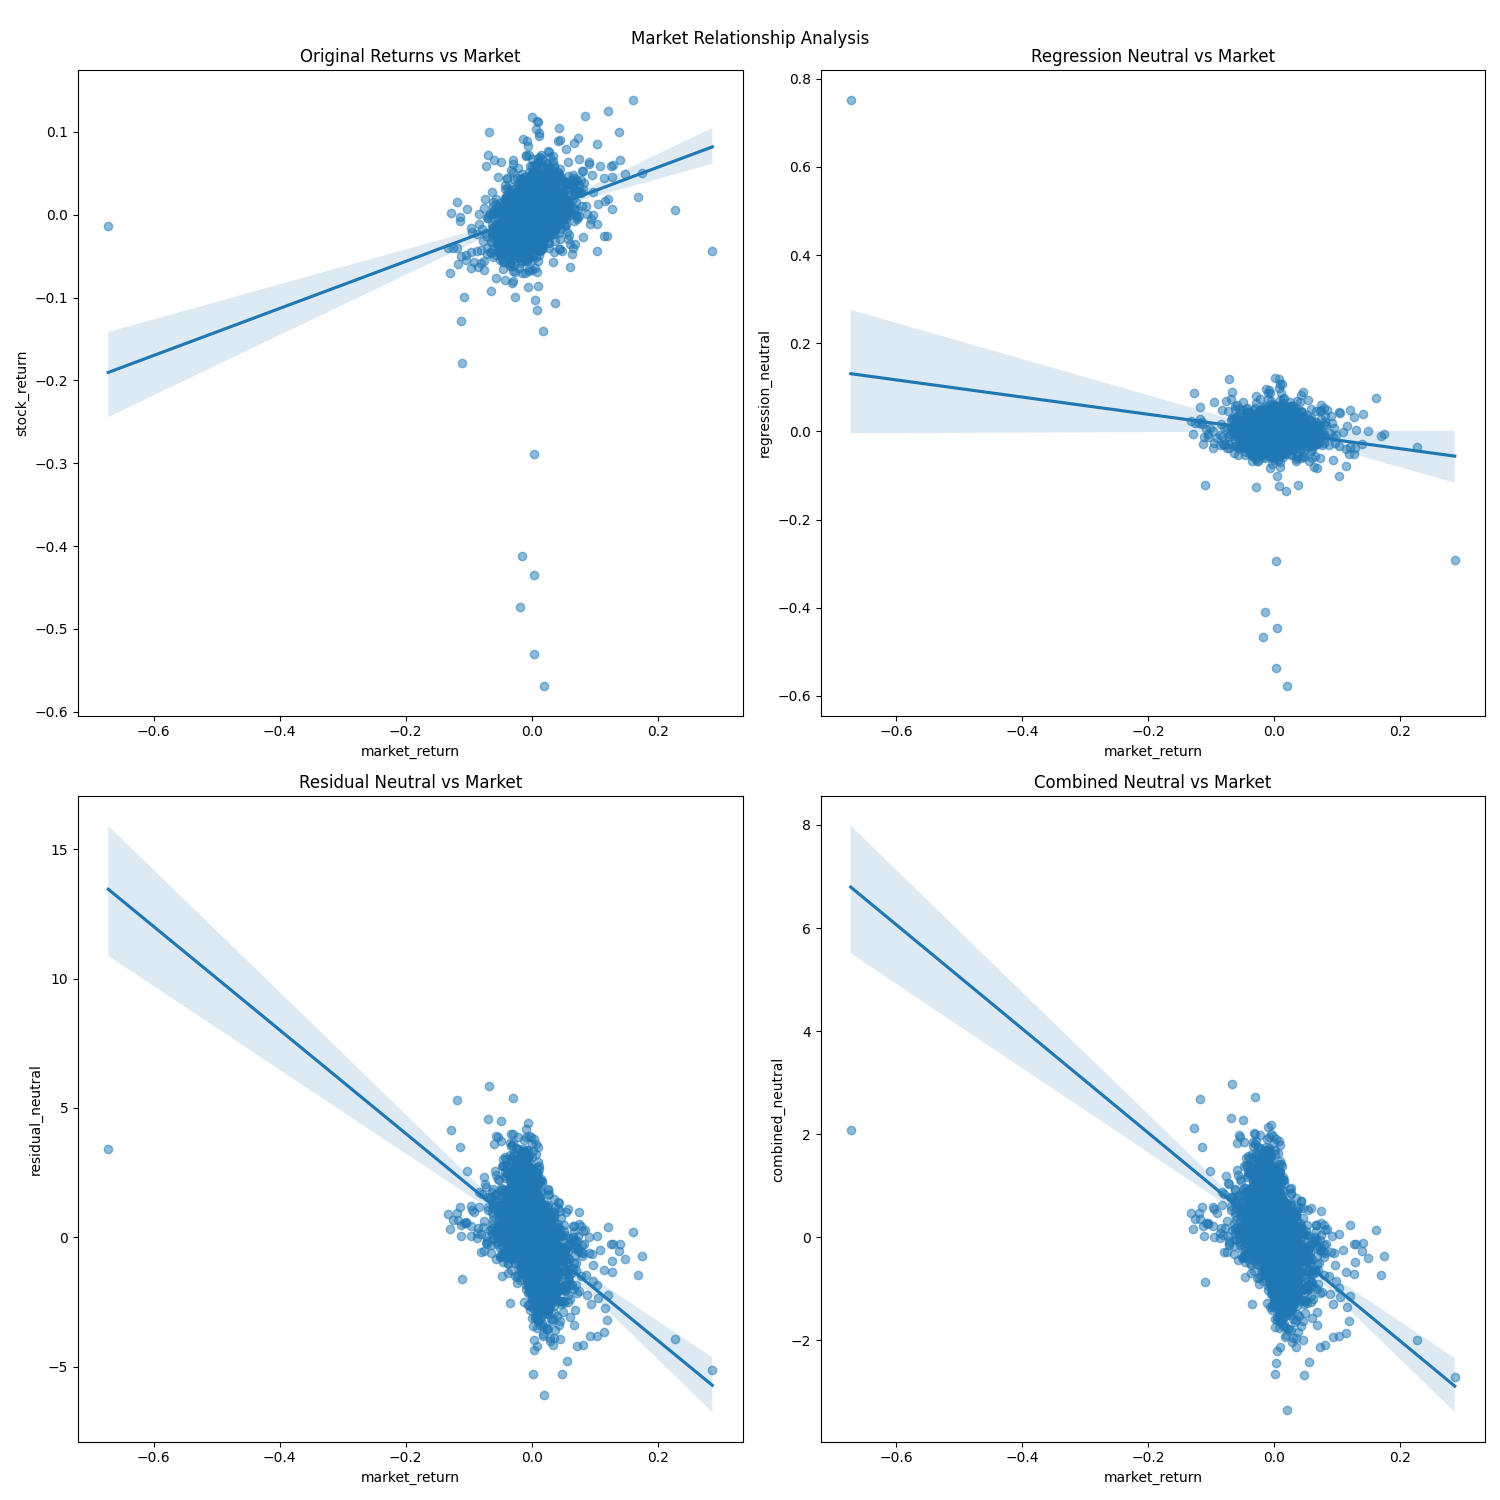 Market Relationship Analysis
Original Returns vs Market
0.1
0.0
−0.1
−0.2
−0.3
−0.4
−0.5
−0.6
stock_return
−0.6 −0.4 −0.2 0.0 0.2
market_return
Regression Neutral vs Market
0.8
0.6
0.4
0.2
0.0
−0.2
−0.4
−0.6
regression_neutral
−0.6 −0.4 −0.2 0.0 0.2
market_return
Residual Neutral vs Market
15
10
5
0
−5
residual_neutral
−0.6 −0.4 −0.2 0.0 0.2
market_return
Combined Neutral vs Market
8
6
4
2
0
−2
combined_neutral
−0.6 −0.4 −0.2 0.0 0.2
market_return